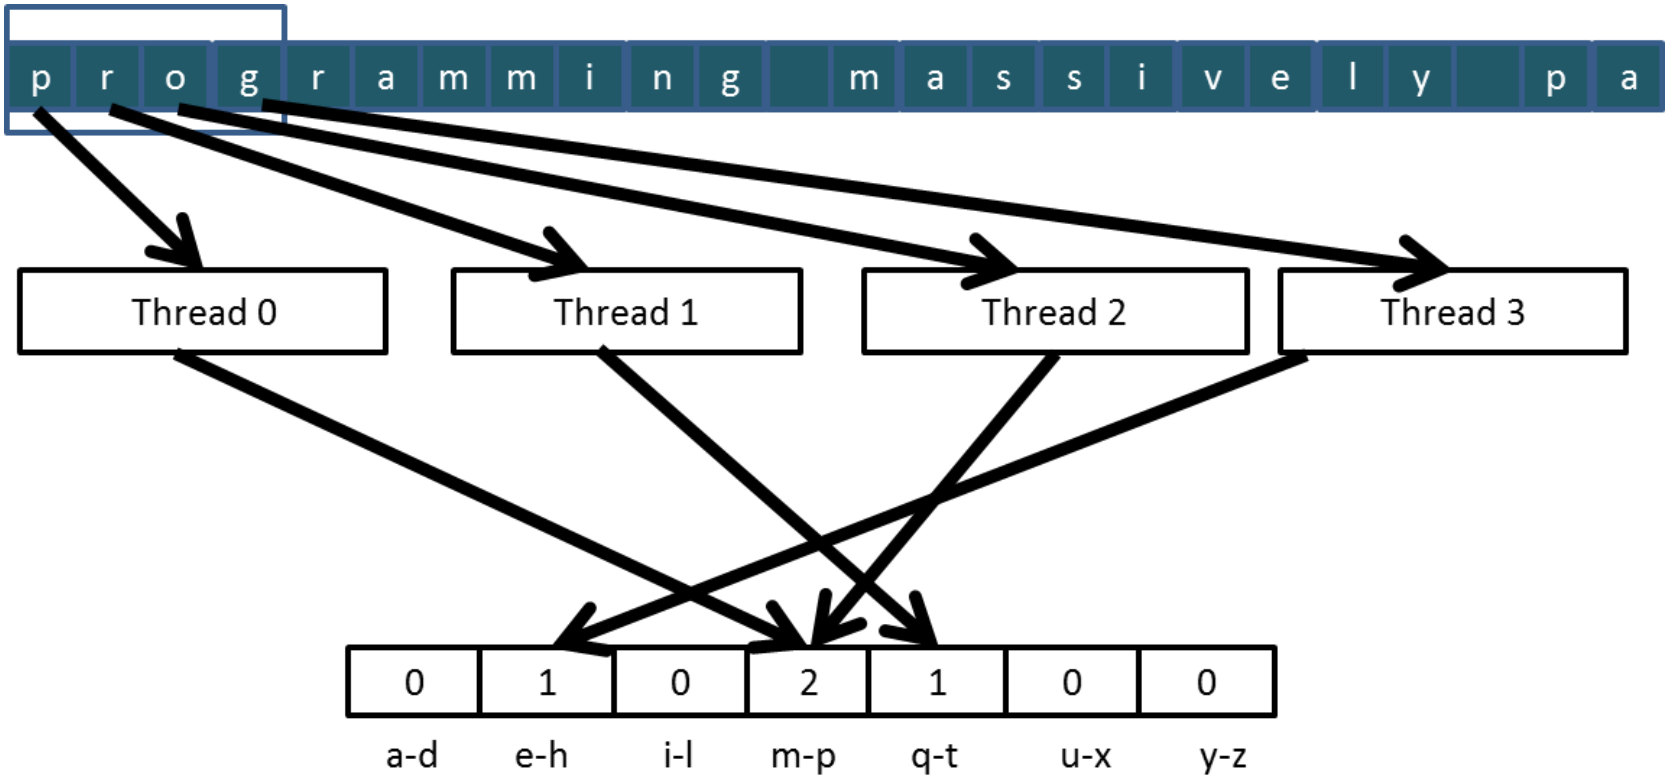 p r o g r a m m i n g m a s s i v e l y p a
Thread 0 Thread 1 Thread 2 Thread 3
0 1 0 2 1 0 0
a-d e-h i-l m-p q-t u-x y-z